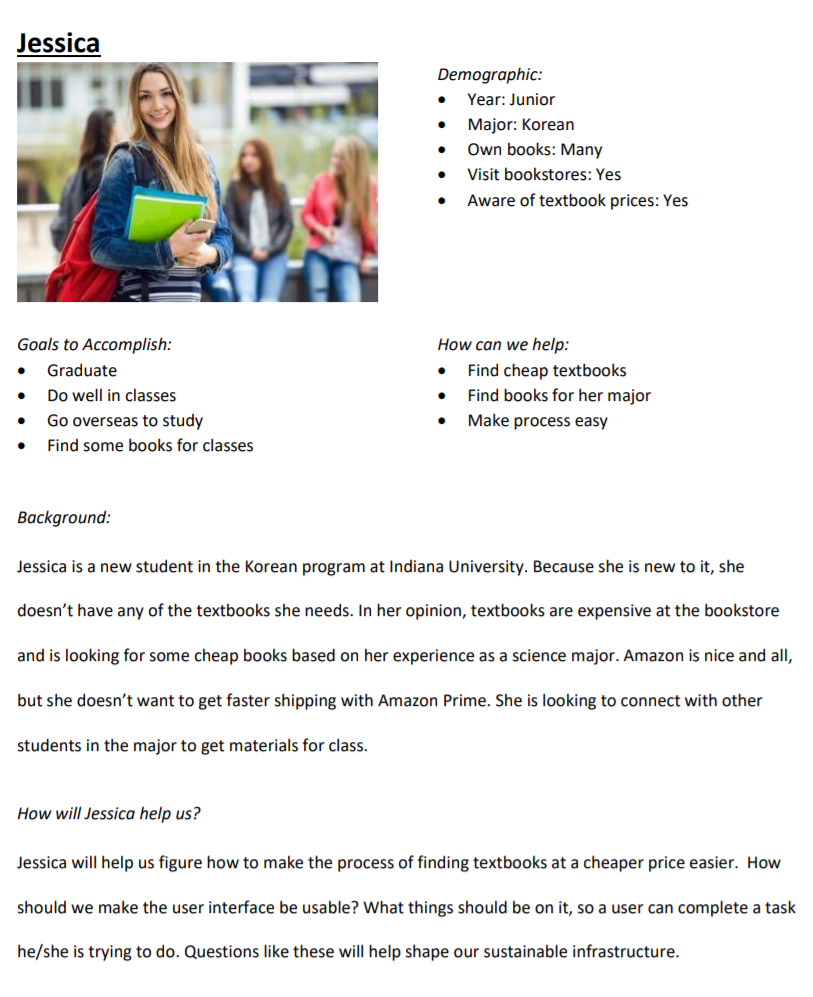 Jessica
Demographic:
• Year: Junior
• Major: Korean
• Own books: Many
• Visit bookstores: Yes
• Aware of textbook prices: Yes
Goals to Accomplish:
• Graduate
• Do well in classes
• Go overseas to study
• Find some books for classes
How can we help:
• Find cheap textbooks
• Find books for her major
• Make process easy
Background:
Jessica is a new student in the Korean program at Indiana University. Because she is new to it, she
doesn’t have any of the textbooks she needs. In her opinion, textbooks are expensive at the bookstore
and is looking for some cheap books based on her experience as a science major. Amazon is nice and all,
but she doesn’t want to get faster shipping with Amazon Prime. She is looking to connect with other
students in the major to get materials for class.
How will Jessica help us?
Jessica will help us figure how to make the process of finding textbooks at a cheaper price easier.  How
should we make the user interface be usable? What things should be on it, so a user can complete a task
he/she is trying to do. Questions like these will help shape our sustainable infrastructure.